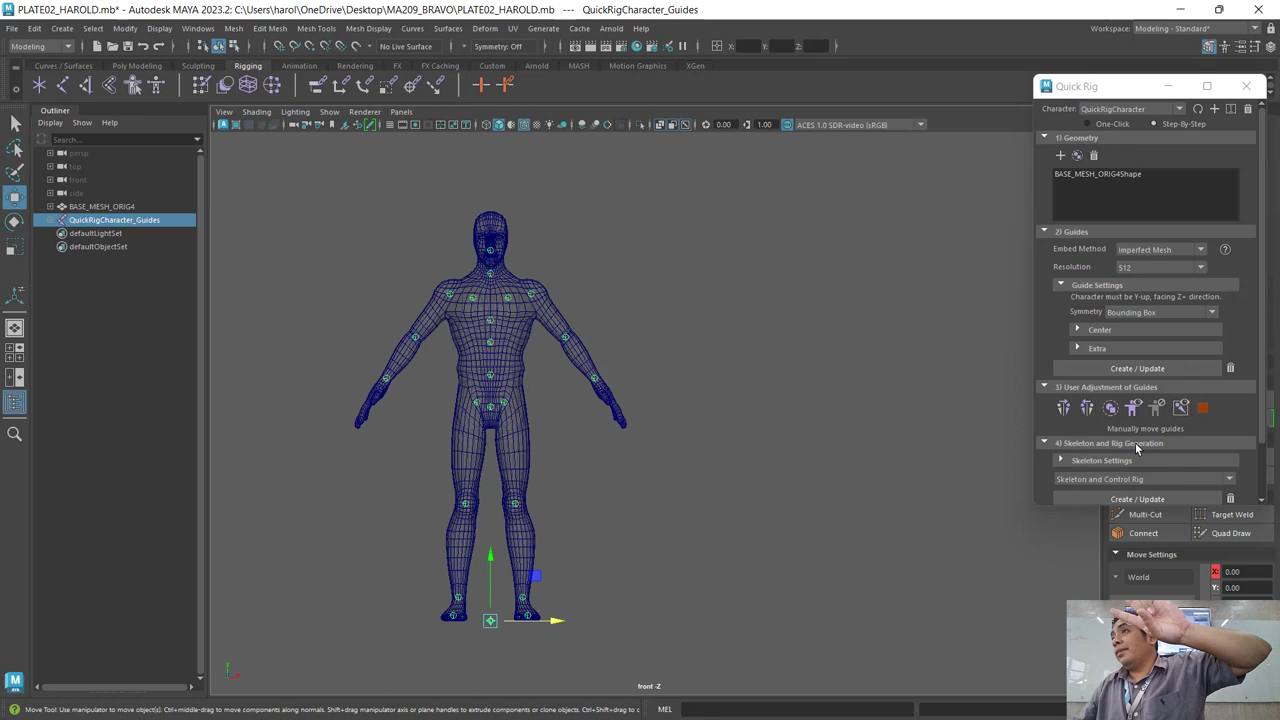 PLATE02_HAROLD.mb* - Autodesk MAYA 2023.2: C:\Users\harol\OneDrive\Desktop\MA209_BRAVO\PLATE02_HAROLD.mb* --- QuickRigCharacter_Guides
File Edit Create Select Modify Display Windows Mesh Edit Mesh Mesh Tools Mesh Display Curves Surfaces Deform UV Generate Cache Arnold Help
Workspace: Modeling - Standard*
Modeling No Live Surface Symmetry: Off X: Y: Z:
Curves / Surfaces Poly Modeling Sculpting Rigging Animation Rendering FX FX Caching Custom Arnold MASH Motion Graphics XGen
Outliner
Display Show Help
Search...
persp
top
front
side
BASE_MESH_ORIG4
QuickRigCharacter_Guides
defaultLightSet
defaultObjectSet
View Shading Lighting Show Renderer Panels
0.00 1.00 ACES 1.0 SDR-video (sRGB)
front -Z
Quick Rig
Character: QuickRigCharacter
One-Click Step-By-Step
1) Geometry
BASE_MESH_ORIG4Shape
2) Guides
Embed Method Imperfect Mesh
Resolution 512
Guide Settings
Character must be Y-up, facing Z+ direction.
Symmetry Bounding Box
Center
Extra
Create / Update
3) User Adjustment of Guides
Manually move guides
4) Skeleton and Rig Generation
Skeleton Settings
Skeleton and Control Rig
Create / Update
Multi-Cut Target Weld
Connect Quad Draw
Move Settings
World X: 0.00
Y: 0.00
Move Tool: Use manipulator to move object(s). Ctrl+middle-drag to move components along normals. Shift+drag manipulator axis or plane handles to extrude components or clone objects. Ctrl+Shift+drag to c
MEL